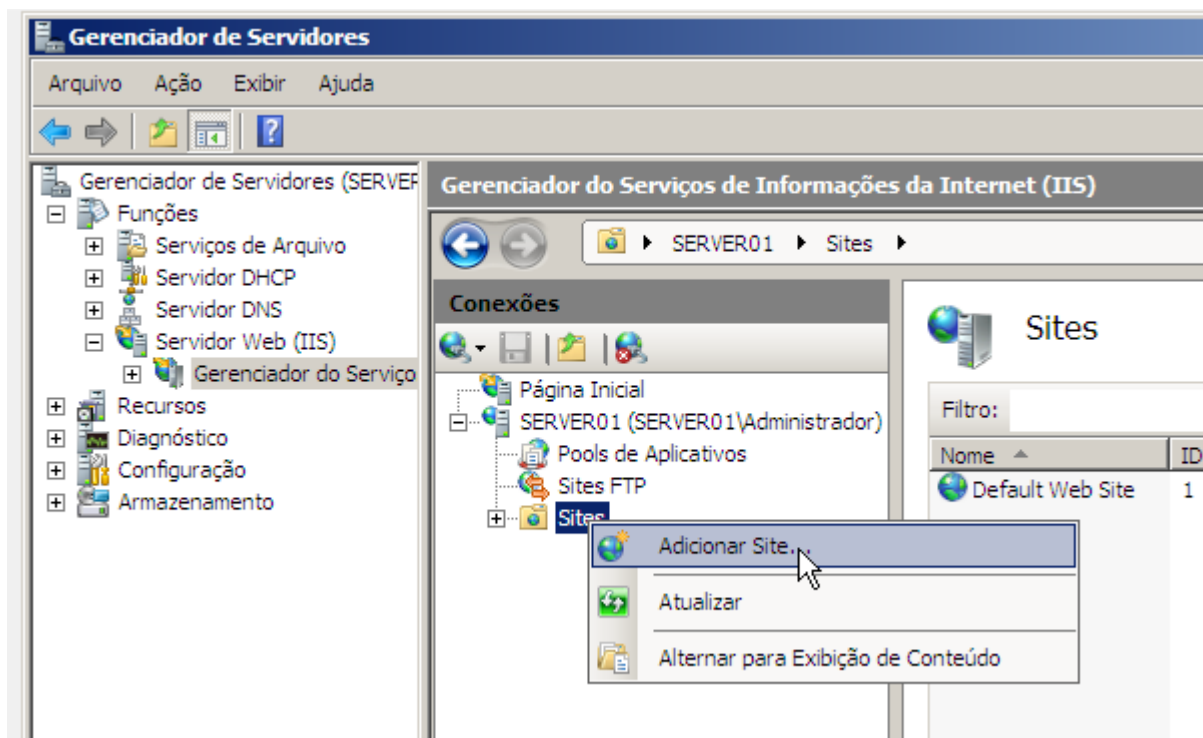 Gerenciador de Servidores
Arquivo Ação Exibir Ajuda
Gerenciador de Servidores (SERVER
Funções
Serviços de Arquivo
Servidor DHCP
Servidor DNS
Servidor Web (IIS)
Gerenciador do Serviço
Recursos
Diagnóstico
Configuração
Armazenamento
Gerenciador do Serviços de Informações da Internet (IIS)
SERVER01 Sites
Conexões
Página Inicial
SERVER01 (SERVER01\Administrador)
Pools de Aplicativos
Sites FTP
Sites
Adicionar Site...
Atualizar
Alternar para Exibição de Conteúdo
Sites
Filtro:
Nome ID
Default Web Site 1